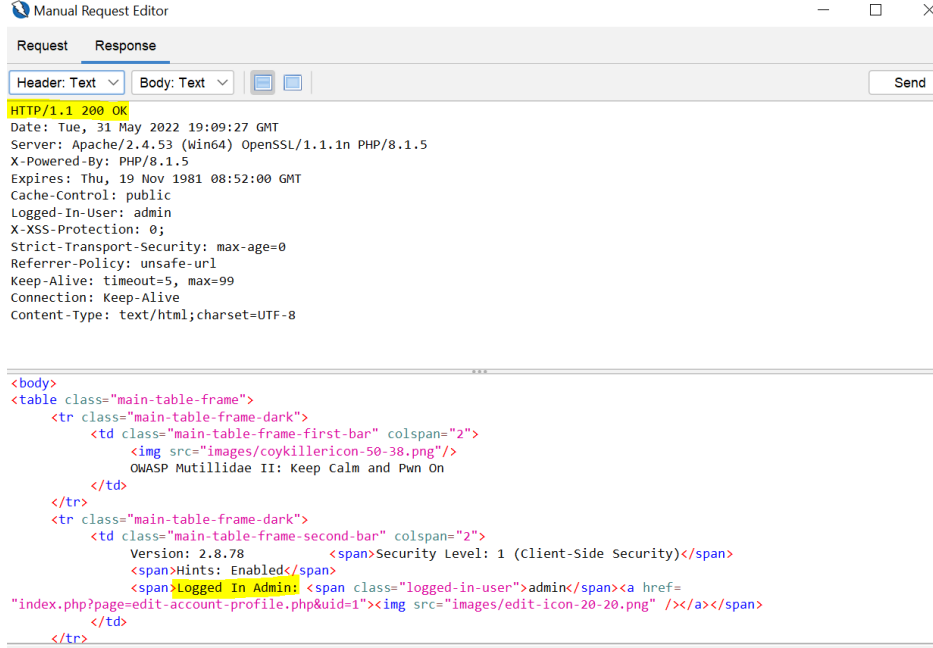 Manual Request Editor
Request Response
Header: Text Body: Text Send
HTTP/1.1 200 OK
Date: Tue, 31 May 2022 19:09:27 GMT
Server: Apache/2.4.53 (Win64) OpenSSL/1.1.1n PHP/8.1.5
X-Powered-By: PHP/8.1.5
Expires: Thu, 19 Nov 1981 08:52:00 GMT
Cache-Control: public
Logged-In-User: admin
X-XSS-Protection: 0;
Strict-Transport-Security: max-age=0
Referrer-Policy: unsafe-url
Keep-Alive: timeout=5, max=99
Connection: Keep-Alive
Content-Type: text/html;charset=UTF-8
<body>
<table class="main-table-frame">
<tr class="main-table-frame-dark">
<td class="main-table-frame-first-bar" colspan="2">
<img src="images/coykillericon-50-38.png"/>
OWASP Mutillidae II: Keep Calm and Pwn On
</td>
</tr>
<tr class="main-table-frame-dark">
<td class="main-table-frame-second-bar" colspan="2">
Version: 2.8.78 <span>Security Level: 1 (Client-Side Security)</span>
<span>Hints: Enabled</span>
<span>Logged In Admin: <span class="logged-in-user">admin</span><a href=
"index.php?page=edit-account-profile.php&uid=1"><img src="images/edit-icon-20-20.png" /></a></span>
</td>
</tr>